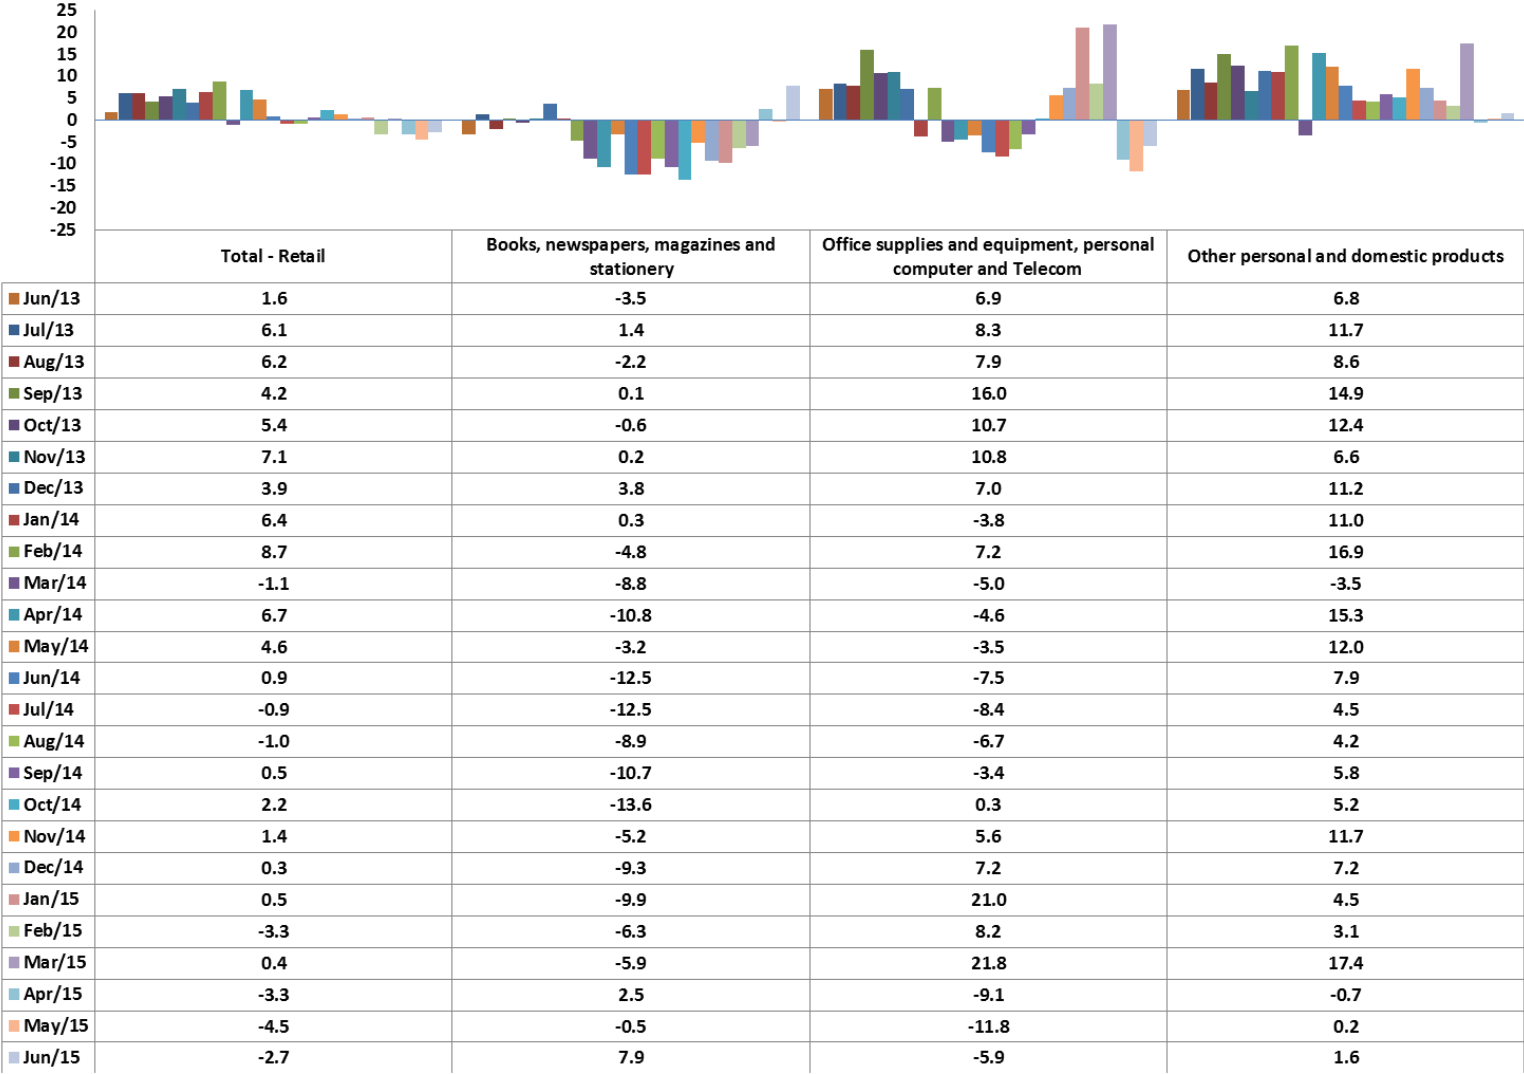 25
20
15
10
5
0
-5
-10
-15
-20
-25
Total - Retail
Books, newspapers, magazines and
stationery
Office supplies and equipment, personal
computer and Telecom
Other personal and domestic products
Jun/13 1.6 -3.5 6.9 6.8
Jul/13 6.1 1.4 8.3 11.7
Aug/13 6.2 -2.2 7.9 8.6
Sep/13 4.2 0.1 16.0 14.9
Oct/13 5.4 -0.6 10.7 12.4
Nov/13 7.1 0.2 10.8 6.6
Dec/13 3.9 3.8 7.0 11.2
Jan/14 6.4 0.3 -3.8 11.0
Feb/14 8.7 -4.8 7.2 16.9
Mar/14 -1.1 -8.8 -5.0 -3.5
Apr/14 6.7 -10.8 -4.6 15.3
May/14 4.6 -3.2 -3.5 12.0
Jun/14 0.9 -12.5 -7.5 7.9
Jul/14 -0.9 -12.5 -8.4 4.5
Aug/14 -1.0 -8.9 -6.7 4.2
Sep/14 0.5 -10.7 -3.4 5.8
Oct/14 2.2 -13.6 0.3 5.2
Nov/14 1.4 -5.2 5.6 11.7
Dec/14 0.3 -9.3 7.2 7.2
Jan/15 0.5 -9.9 21.0 4.5
Feb/15 -3.3 -6.3 8.2 3.1
Mar/15 0.4 -5.9 21.8 17.4
Apr/15 -3.3 2.5 -9.1 -0.7
May/15 -4.5 -0.5 -11.8 0.2
Jun/15 -2.7 7.9 -5.9 1.6